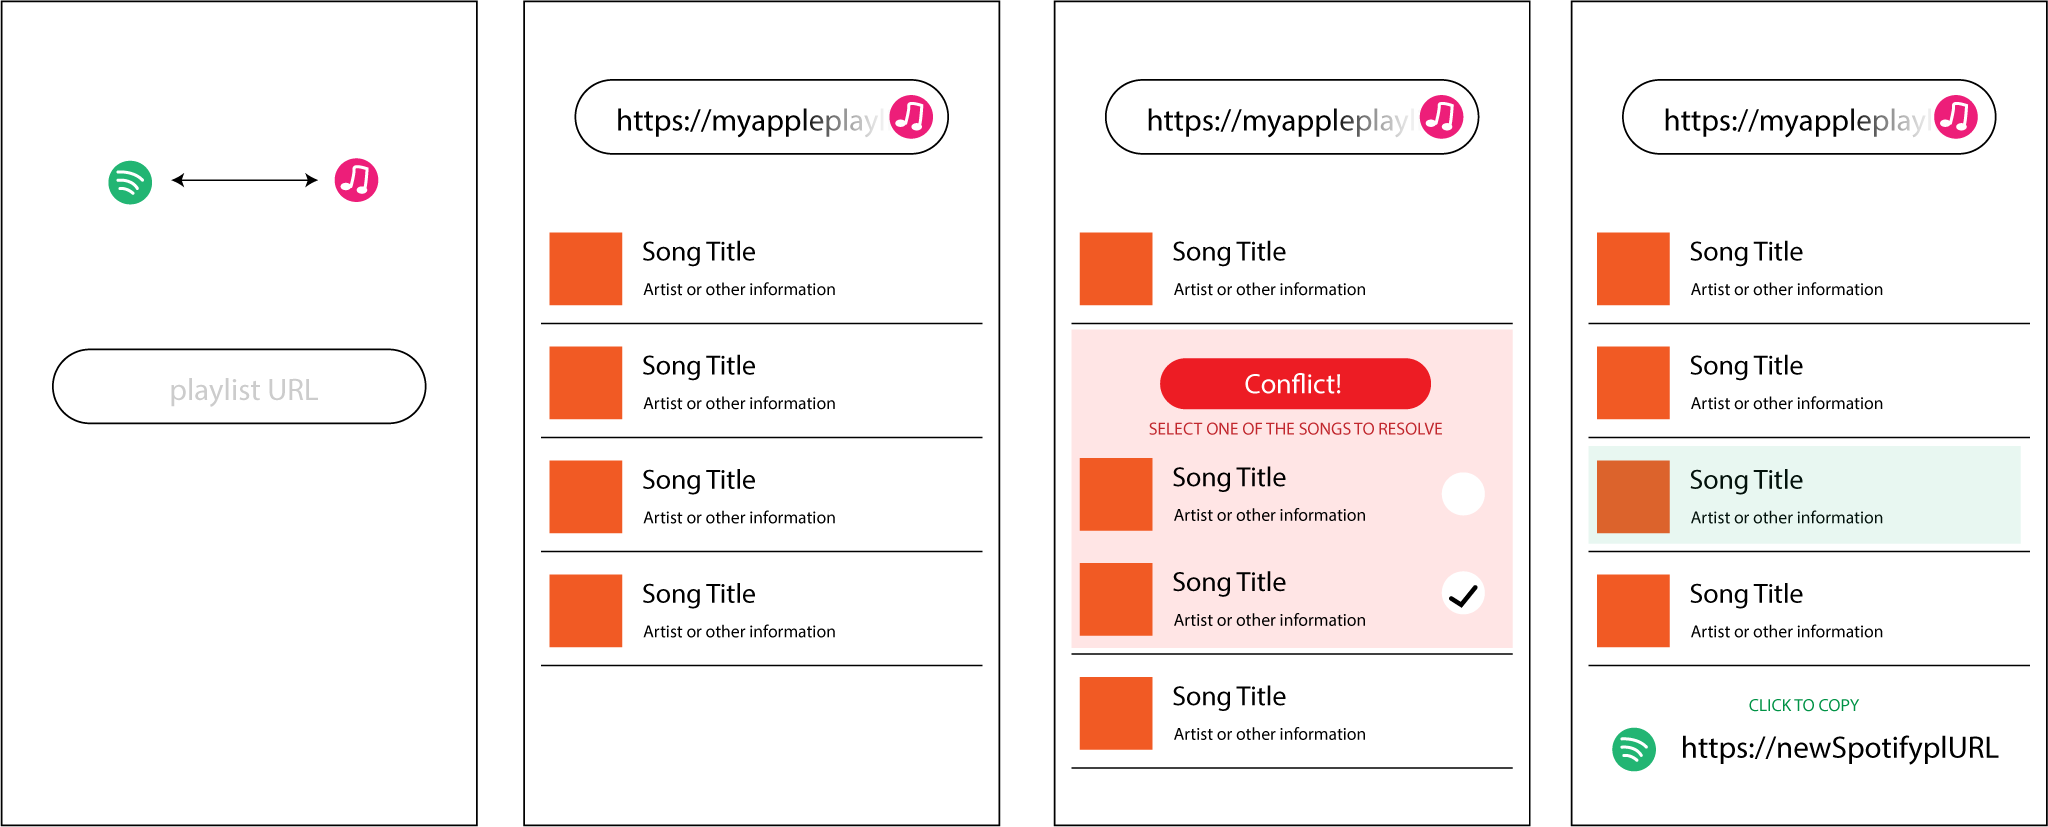 playlist URL
https://myappleplayl
Song Title
Artist or other information
Song Title
Artist or other information
Song Title
Artist or other information
Song Title
Artist or other information
https://myappleplayl
Song Title
Artist or other information
Conflict!
SELECT ONE OF THE SONGS TO RESOLVE
Song Title
Artist or other information
Song Title
Artist or other information
Song Title
Artist or other information
https://myappleplayl
Song Title
Artist or other information
Song Title
Artist or other information
Song Title
Artist or other information
Song Title
Artist or other information
CLICK TO COPY
https://newSpotifyplURL